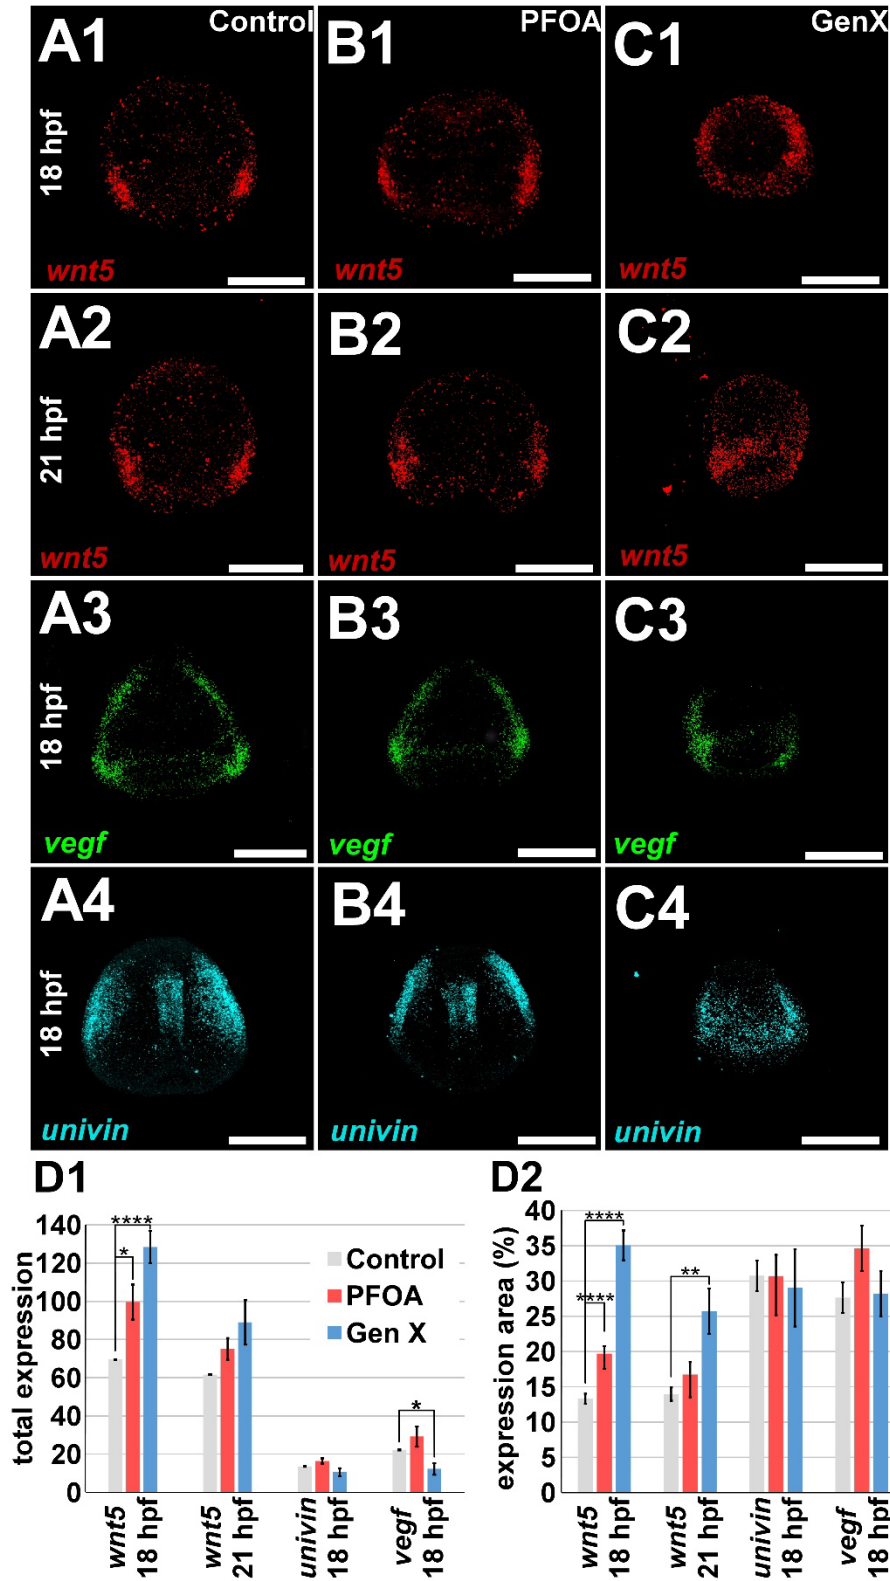 A1 Control B1 PFOA C1 GenX
18 hpf
wnt5 wnt5 wnt5
A2 B2 C2
21 hpf
wnt5 wnt5 wnt5
A3 B3 C3
18 hpf
vegf vegf vegf
A4 B4 C4
18 hpf
univin univin univin
D1
total expression
140
120
100
80
60
40
20
0
****
*
*
Control
PFOA
Gen X
wnt5
18 hpf
wnt5
21 hpf
univin
18 hpf
vegf
18 hpf
D2
expression area (%)
40
35
30
25
20
15
10
5
0
****
****
**
wnt5
18 hpf
wnt5
21 hpf
univin
18 hpf
vegf
18 hpf